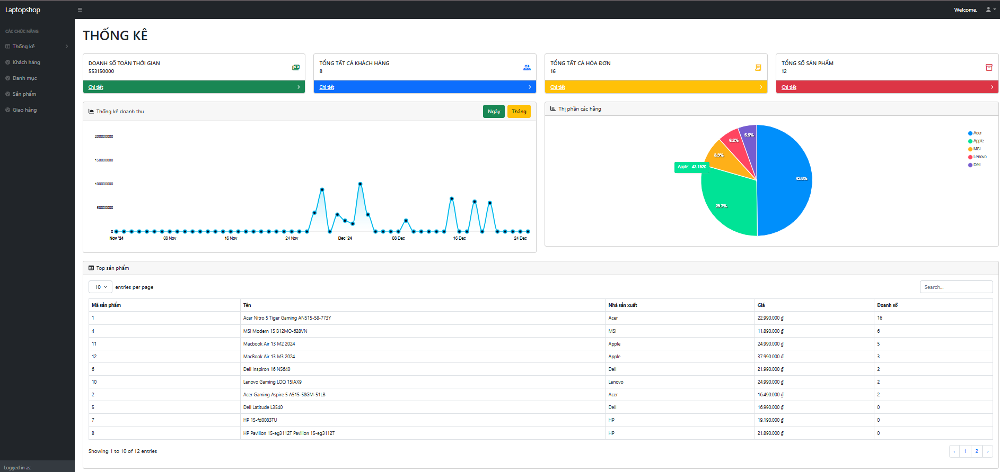 Laptopshop
Welcome,
CÁC CHỨC NĂNG
Thống kê
Khách hàng
Danh mục
Sản phẩm
Giao hàng
Logged in as:
THỐNG KÊ
DOANH SỐ TOÀN THỜI GIAN
553150000
Chi tiết
TỔNG TẤT CẢ KHÁCH HÀNG
8
Chi tiết
TỔNG TẤT CẢ HÓA ĐƠN
16
Chi tiết
TỔNG SỐ SẢN PHẨM
12
Chi tiết
Thống kê doanh thu
Ngày Tháng
200000000
150000000
100000000
50000000
0
Nov '24 08 Nov 16 Nov 24 Nov Dec '24 08 Dec 16 Dec 24 Dec
Thị phần các hãng
5.5%
6.2%
8.9%
Apple: 43.1926
49.8%
29.7%
Acer
Apple
MSI
Lenovo
Dell
Top sản phẩm
10 entries per page
Search...
Mã sản phẩm Tên Nhà sản xuất Giá Doanh số
1 Acer Nitro 5 Tiger Gaming AN515-58-773Y Acer 22.990.000 ₫ 16
4 MSI Modern 15 B12MO-628VN MSI 11.890.000 ₫ 6
11 Macbook Air 13 M2 2024 Apple 24.990.000 ₫ 5
12 MacBook Air 13 M3 2024 Apple 37.990.000 ₫ 3
6 Dell Inspiron 16 N5640 Dell 21.990.000 ₫ 2
10 Lenovo Gaming LOQ 15IAX9 Lenovo 24.990.000 ₫ 2
2 Acer Gaming Aspire 5 A515-58GM-51LB Acer 16.490.000 ₫ 2
5 Dell Latitude L3540 Dell 16.990.000 ₫ 0
7 HP 15-fd0083TU HP 19.190.000 ₫ 0
8 HP Pavilion 15-eg3112T Pavilion 15-eg3112T HP 21.890.000 ₫ 0
Showing 1 to 10 of 12 entries
‹ 1 2 ›